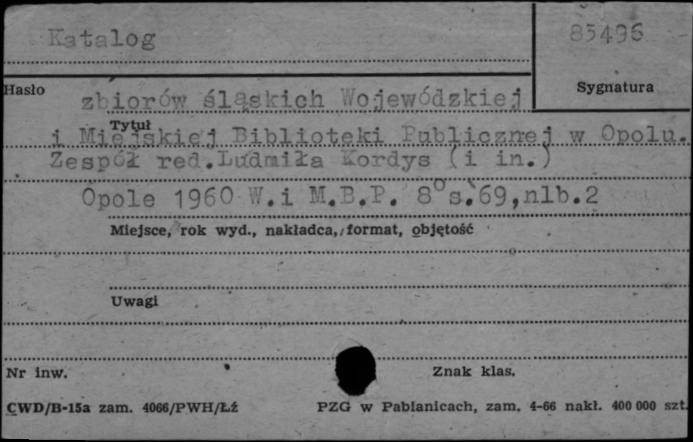 Katalog
85496
Hasło
Sygnatura
zbiorów śląskich Wojewódzkiej
Tytuł
i Miejskiej Biblioteki Publicznej w Opolu.
Zespół red.Ludmiła Kordys (i in.)
Opole 1960 W.i M.B.P. 8° s.69,nlb.2
Miejsce, rok wyd., nakładca, format, objętość
Uwagi
Nr inw.
Znak klas.
CWD/B-15a zam. 4066/PWH/Łź
PZG w Pabianicach, zam. 4-66 nakł. 400 000 szt.